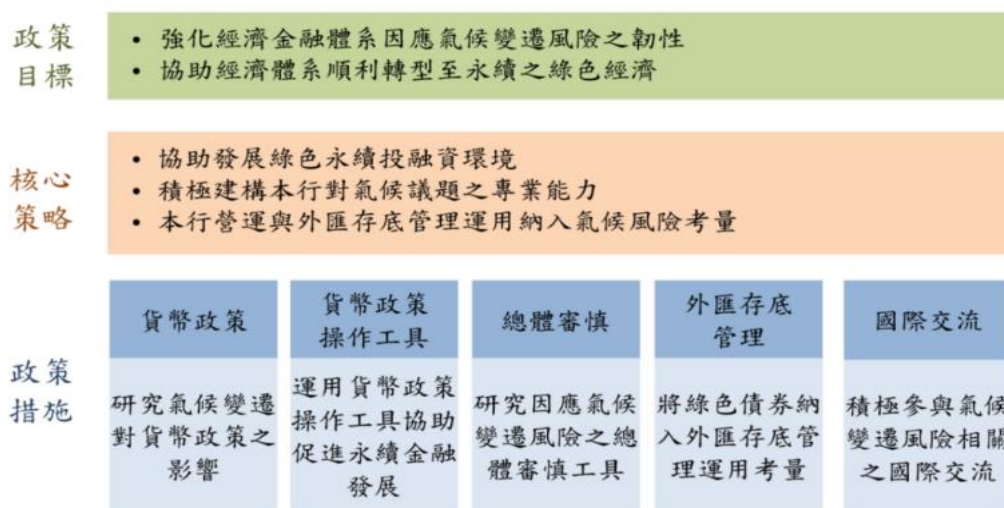 政策
目標
• 強化經濟金融體系因應氣候變遷風險之韌性
• 協助經濟體系順利轉型至永續之綠色經濟
核心
策略
• 協助發展綠色永續投融資環境
• 積極建構本行對氣候議題之專業能力
• 本行營運與外匯存底管理運用納入氣候風險考量
政策
措施
貨幣政策
研究氣候變遷
對貨幣政策之
影響
貨幣政策
操作工具
運用貨幣政策
操作工具協助
促進永續金融
發展
總體審慎
研究因應氣候
變遷風險之總
體審慎工具
外匯存底
管理
將綠色債券納
入外匯存底管
理運用考量
國際交流
積極參與氣候
變遷風險相關
之國際交流